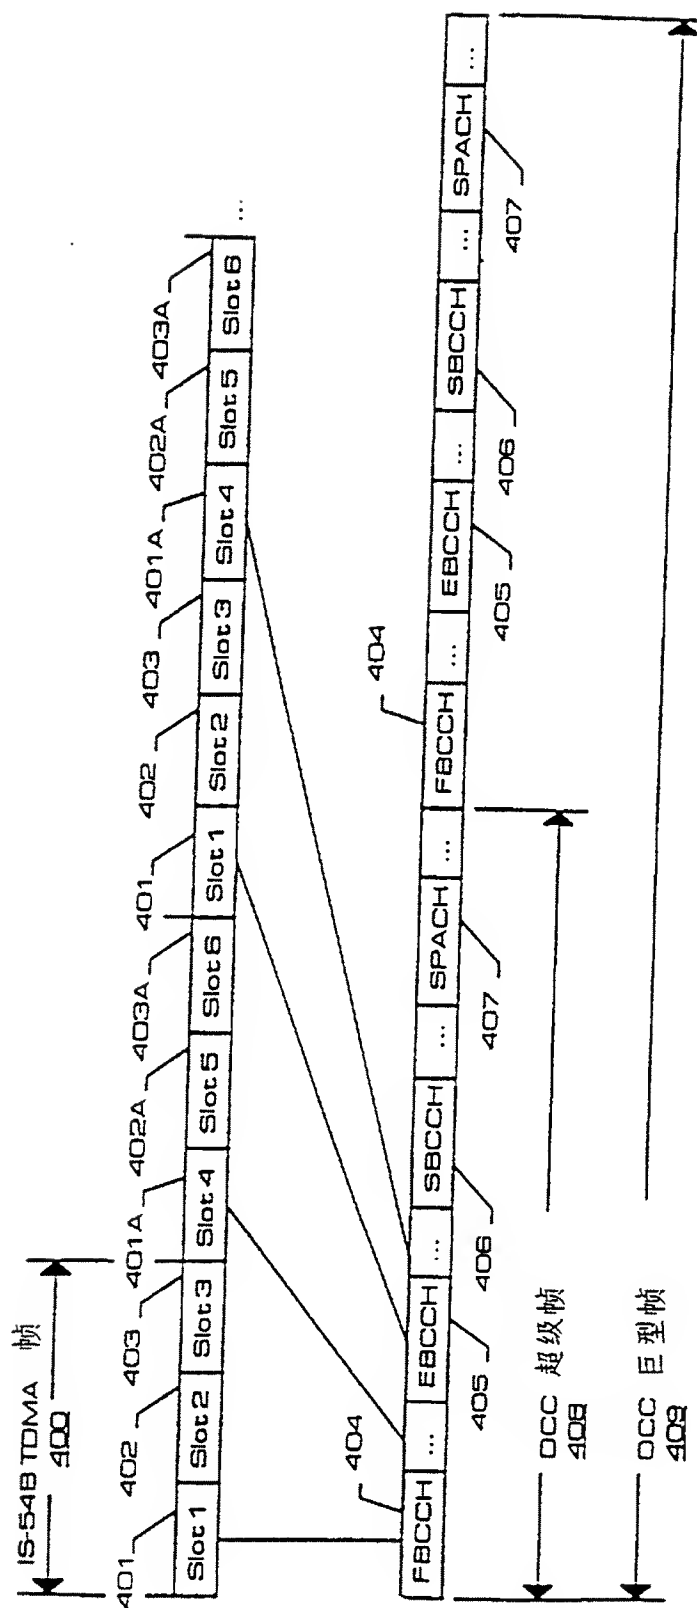 IS-54B TDMA 帧
400
401 402 403 401A 402A 403A 401 402 403 401A 402A 403A
Slot 1 Slot 2 Slot 3 Slot 4 Slot 5 Slot 6 Slot 1 Slot 2 Slot 3 Slot 4 Slot 5 Slot 6 ...
404 404
FBCCH ... EBCCH ... SBCCH ... SPACH ... FBCCH ... EBCCH ... SBCCH ... SPACH ...
405 406 407 405 406 407
DCC 超级帧
408
DCC 巨型帧
409